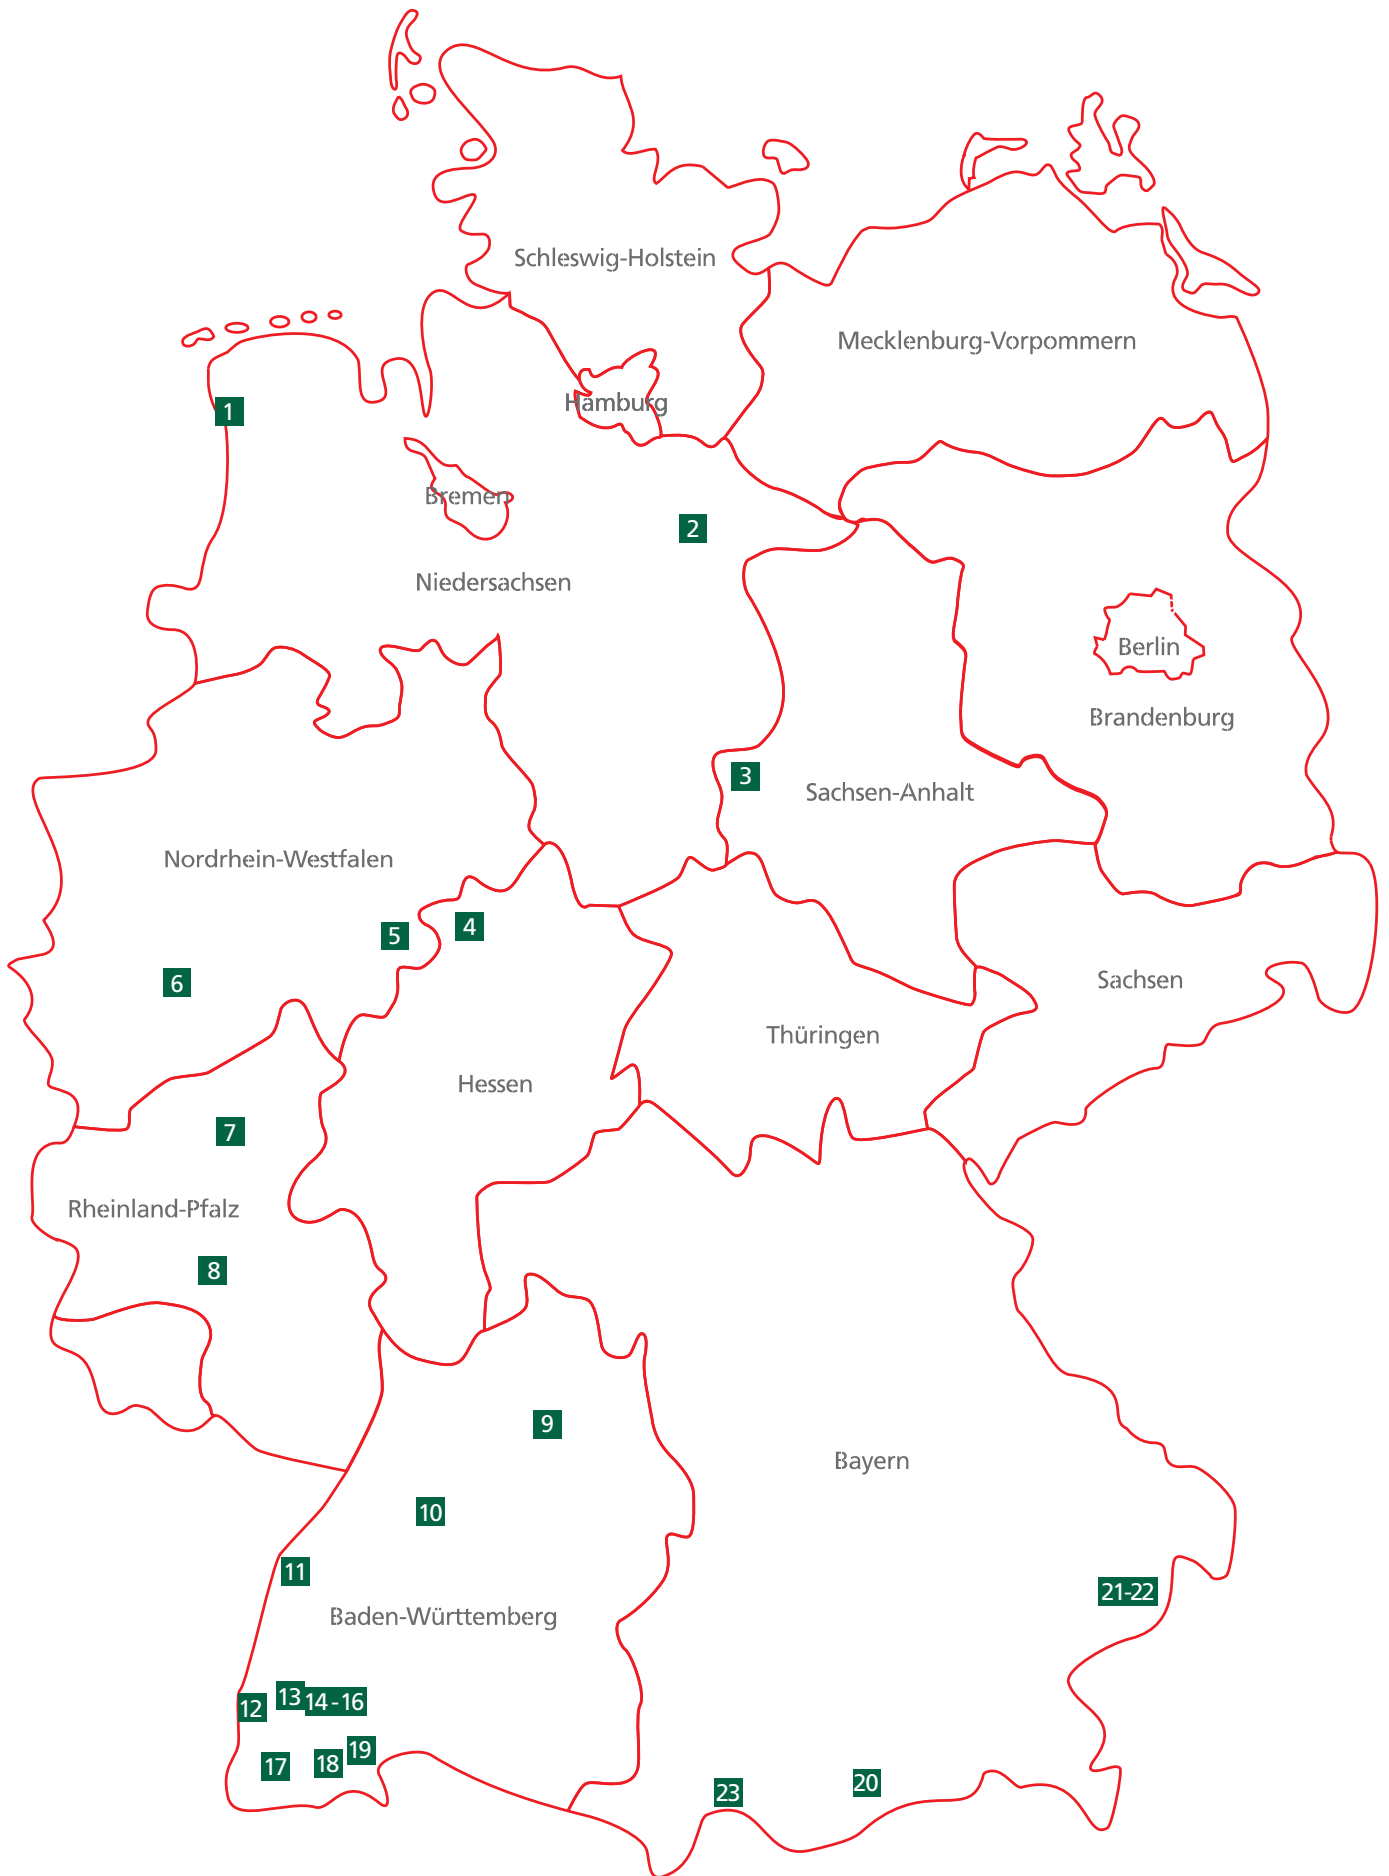 Schleswig-Holstein
Mecklenburg-Vorpommern
Hamburg
1
Bremen
2
Niedersachsen
Berlin
Brandenburg
3
Sachsen-Anhalt
Nordrhein-Westfalen
4
5
6
Sachsen
Thüringen
Hessen
7
Rheinland-Pfalz
8
9
Bayern
10
11
21-22
Baden-Württemberg
12
13
14 - 16
17
18
19
20
23